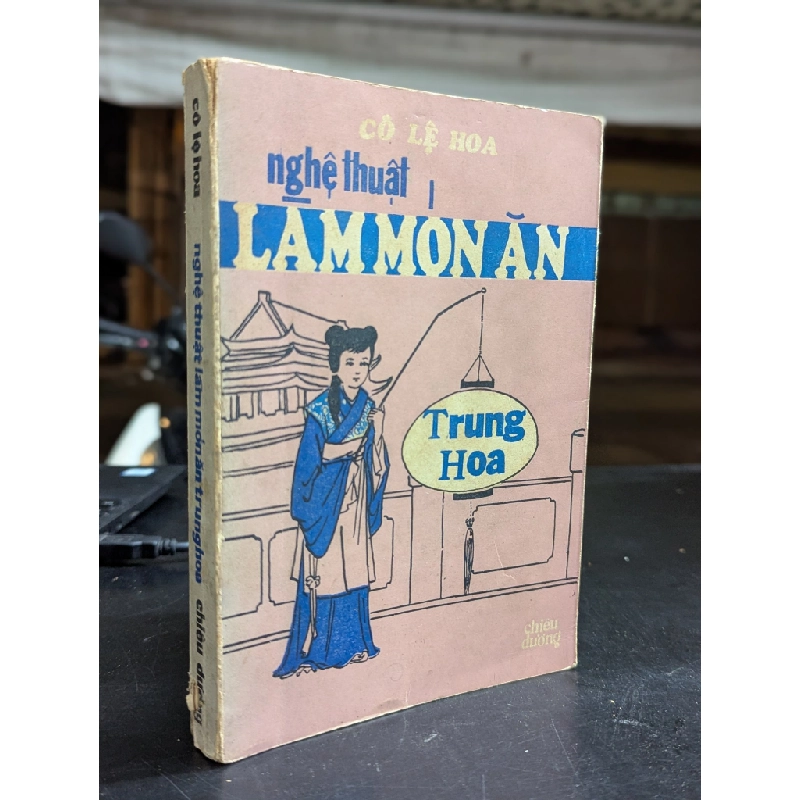 CÔ LỆ HOA
nghệ thuật
LÀM MÓN ĂN
Trung
Hoa
chiêu
dương
cô lệ hoa nghệ thuật làm món ăn trung hoa chiêu dương